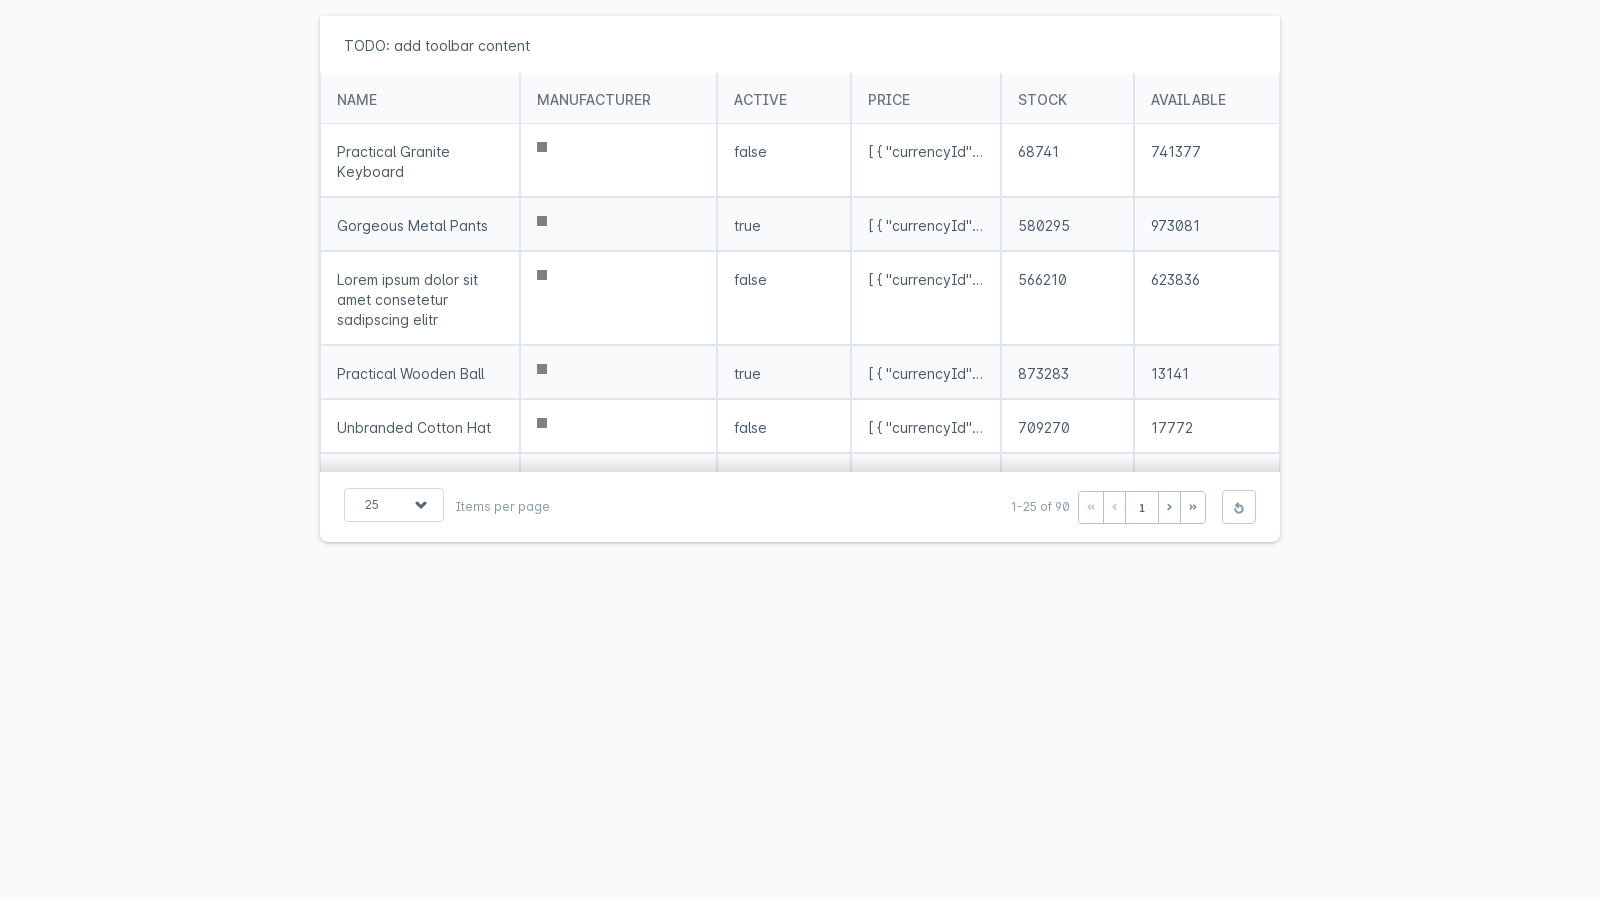 TODO: add toolbar content
NAME MANUFACTURER ACTIVE PRICE STOCK AVAILABLE
Practical Granite false [ { "currencyId"... 68741 741377
Keyboard
Gorgeous Metal Pants true [ { "currencyId"... 580295 973081
Lorem ipsum dolor sit false [ { "currencyId"... 566210 623836
amet consetetur
sadipscing elitr
Practical Wooden Ball true [ { "currencyId"... 873283 13141
Unbranded Cotton Hat false [ { "currencyId"... 709270 17772
25 Items per page 1-25 of 90 « ‹ 1 › »